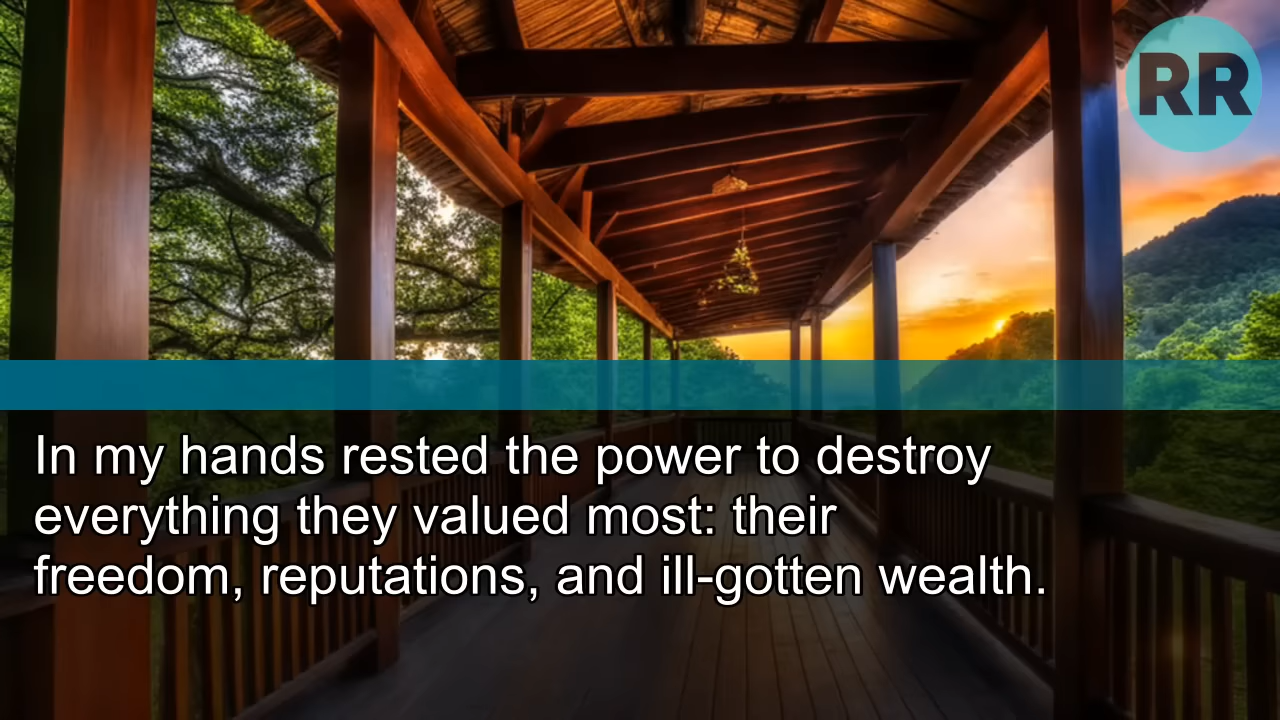 RR
In my hands rested the power to destroy
everything they valued most: their
freedom, reputations, and ill-gotten wealth.